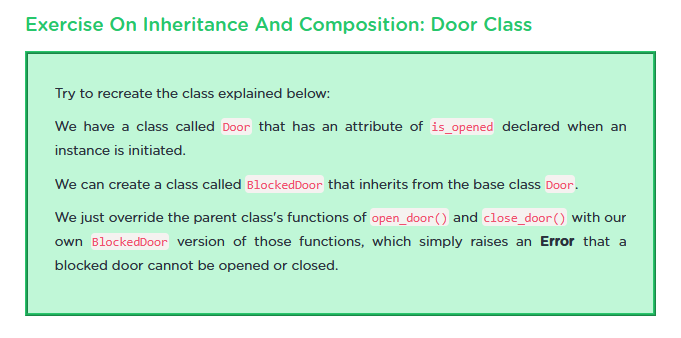 Exercise On Inheritance And Composition: Door Class
Try to recreate the class explained below:
We have a class called Door that has an attribute of is_opened declared when an
instance is initiated.
We can create a class called BlockedDoor that inherits from the base class Door.
We just override the parent class's functions of open_door() and close_door() with our
own BlockedDoor version of those functions, which simply raises an Error that a
blocked door cannot be opened or closed.